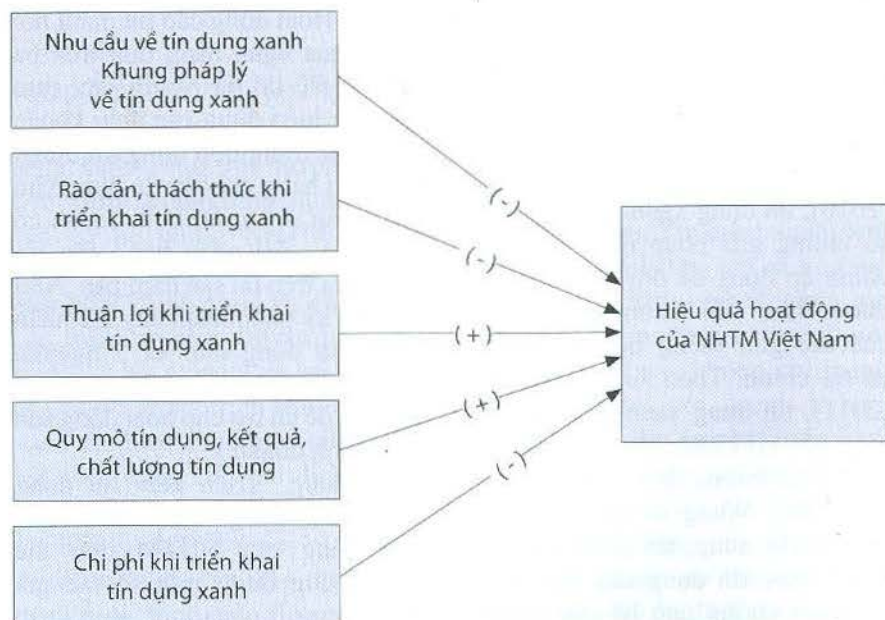 Nhu cầu về tín dụng xanh
Khung pháp lý
về tín dụng xanh
(-)
Rào cản, thách thức khi
triển khai tín dụng xanh
(-)
Thuận lợi khi triển khai
tín dụng xanh
(+)
Quy mô tín dụng, kết quả,
chất lượng tín dụng
(+)
Chi phí khi triển khai
tín dụng xanh
(-)
Hiệu quả hoạt động
của NHTM Việt Nam